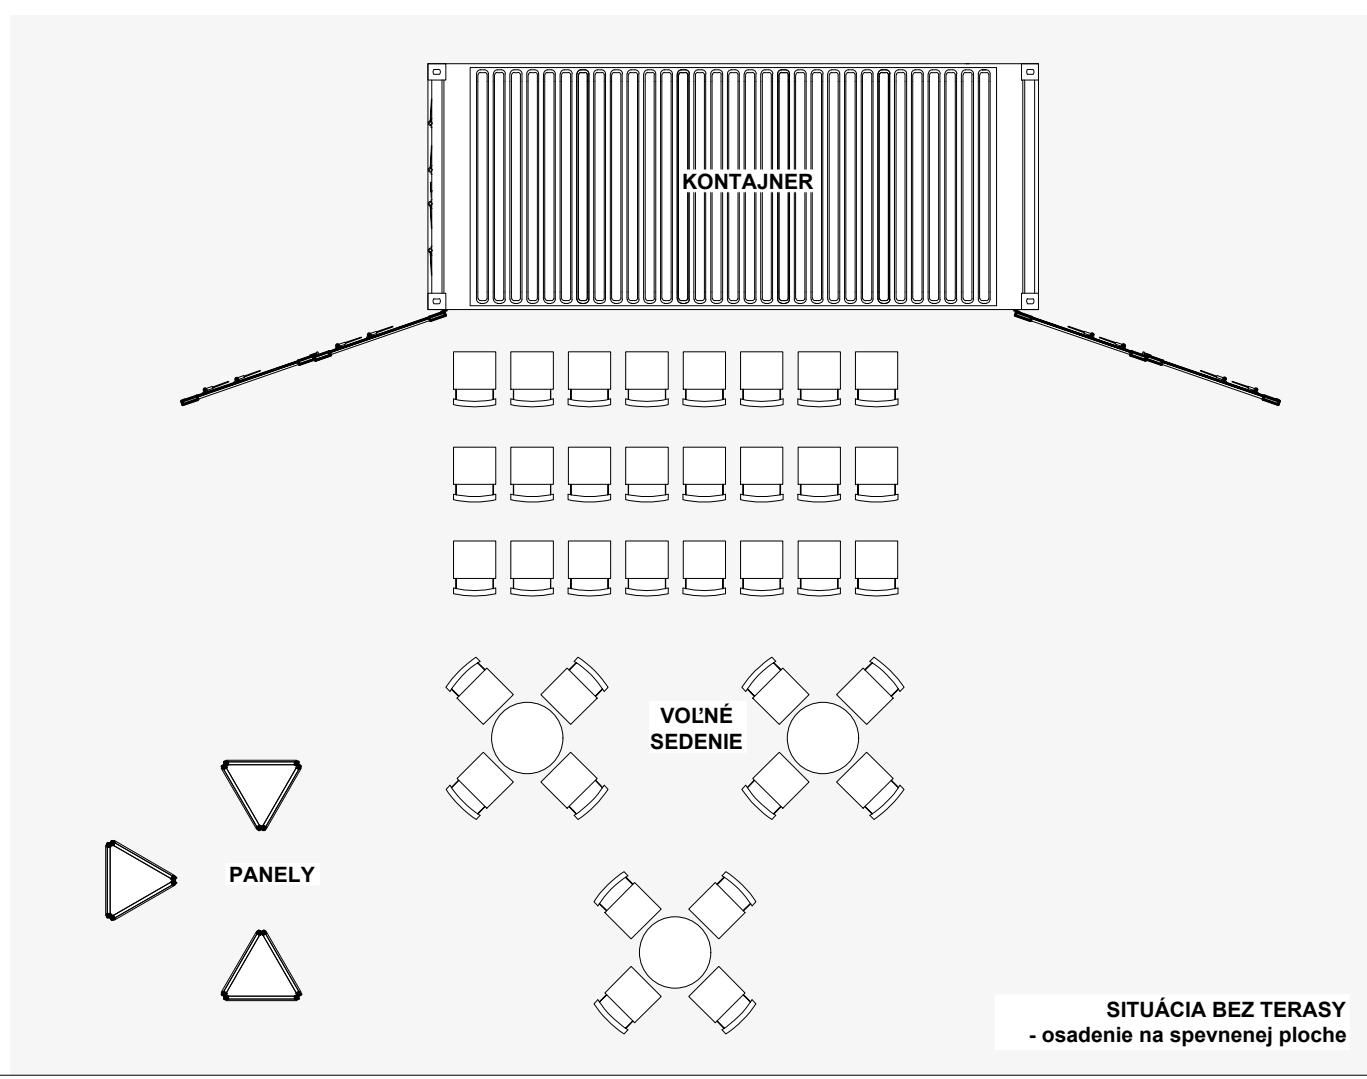 KONTAJNER
VOĽNÉ
SEDENIE
PANELY
SITUÁCIA BEZ TERASY
- osadenie na spevnenej ploche